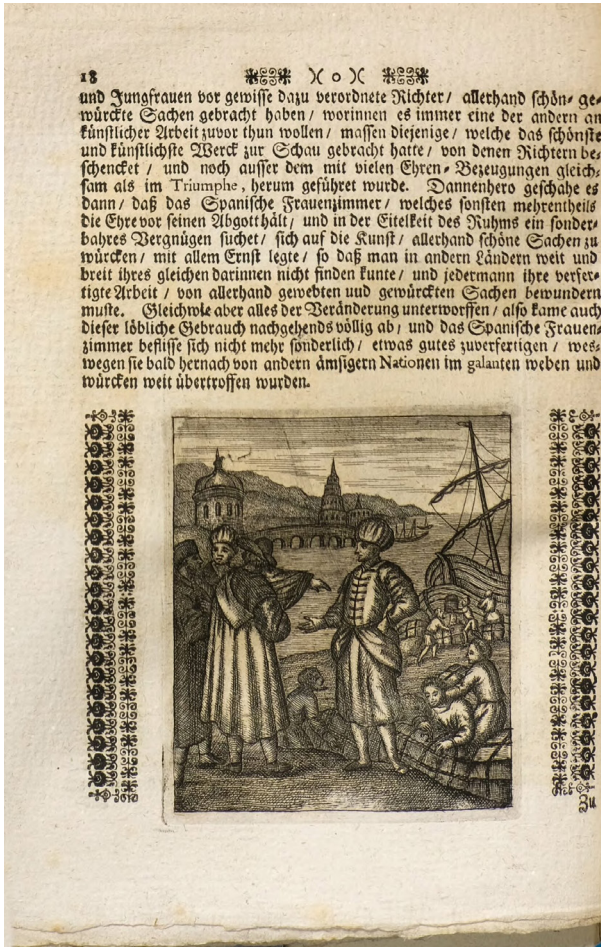 18
und Jungfrauen vor gewisse dazu verordnete Richter/ allerhand schön-ge-
würckte Sachen gebracht haben/ worinnen es immer eine der andern an
künstlicher Arbeit zuvor thun wollen/ massen diejenige/ welche das schönste
und künstlichste Werck zur Schau gebracht hatte/ von denen Richtern be-
schencket/ und noch ausser dem mit vielen Ehren-Bezeugungen gleich-
sam als im Triumphe, herum geführet wurde. Dannenhero geschahe es
dann/ daß das Spanische Frauenzimmer/ welches sonsten mehrentheils
die Ehre vor seinen Abgott hält/ und in der Eitelkeit des Ruhms ein sonder-
bahres Vergnügen suchet/ sich auf die Kunst/ allerhand schöne Sachen zu
würcken/ mit allem Ernst legte/ so daß man in andern Ländern weit und
breit ihres gleichen darinnen nicht finden kunte/ und jedermann ihre verfer-
tigte Arbeit/ von allerhand gewebten uud gewürckten Sachen bewundern
muste. Gleichwie aber alles der Veränderung unterworffen/ also kame auch
dieser löbliche Gebrauch nachgehends völlig ab/ und das Spanische Frauen-
zimmer beflisse sich nicht mehr sonderlich/ etwas gutes zuverfertigen/ wes-
wegen sie bald hernach von andern ämsigern Nationen im galanten weben und
würcken weit übertroffen wurden.
Zu